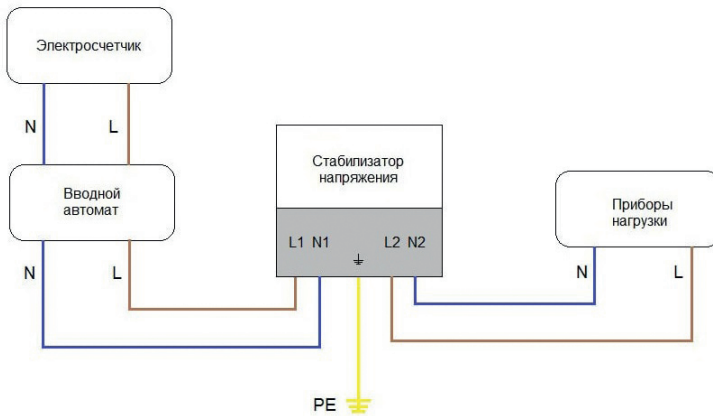 Электросчетчик
N L
Вводной
автомат
N L
Стабилизатор
напряжения
L1 N1 L2 N2
Приборы
нагрузки
N L
PE